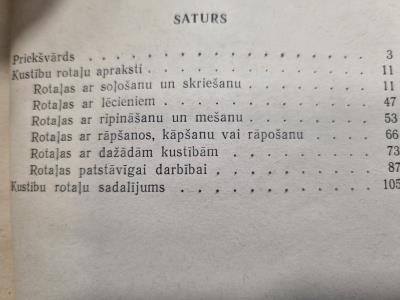 SATURS
Priekšvārds . . . . . . . . . . . . . . 3
Kustību rotaļu apraksti . . . . . . . . . . 11
Rotaļas ar soļošanu un skriešanu . . . . . . 11
Rotaļas ar lēcieniem . . . . . . . . . . 47
Rotaļas ar ripināšanu un mešanu . . . . . . 53
Rotaļas ar rāpšanos, kāpšanu vai rāpošanu . . . 66
Rotaļas ar dažādām kustībām . . . . . . . 73
Rotaļas patstāvīgai darbībai . . . . . . . 87
Kustību rotaļu sadalījums . . . . . . . . . 105